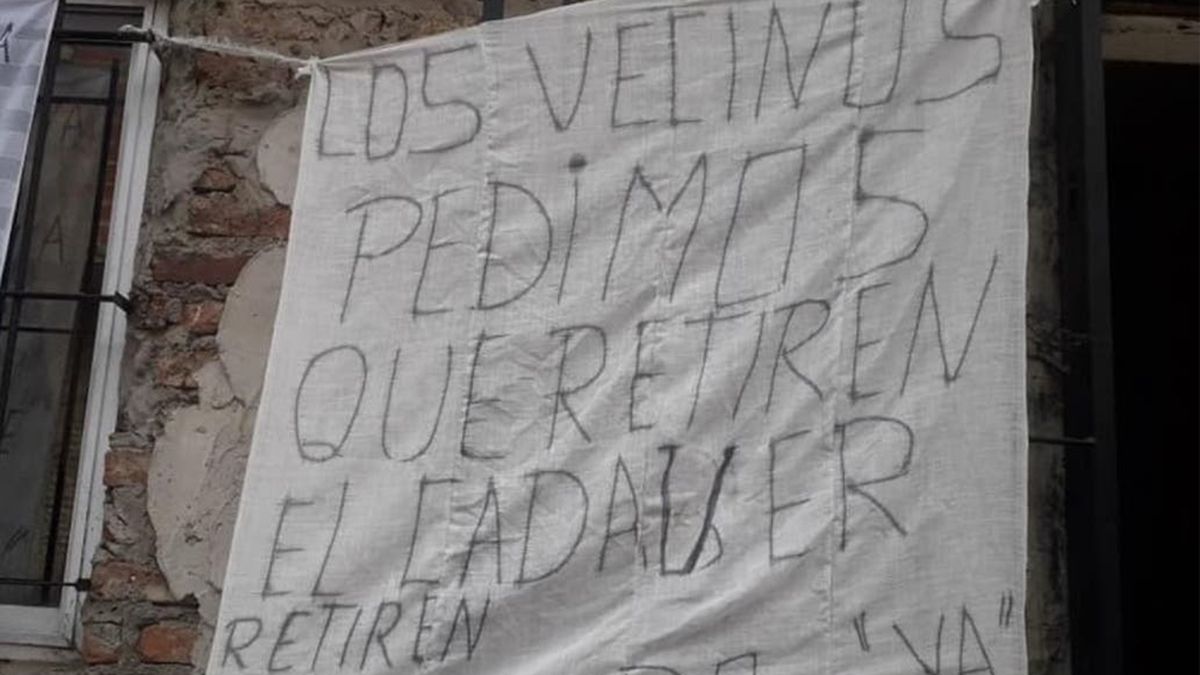 LOS VECINOS
PEDiMOS
QUE RETIREN
EL CADAVER
RETIREN "YA"